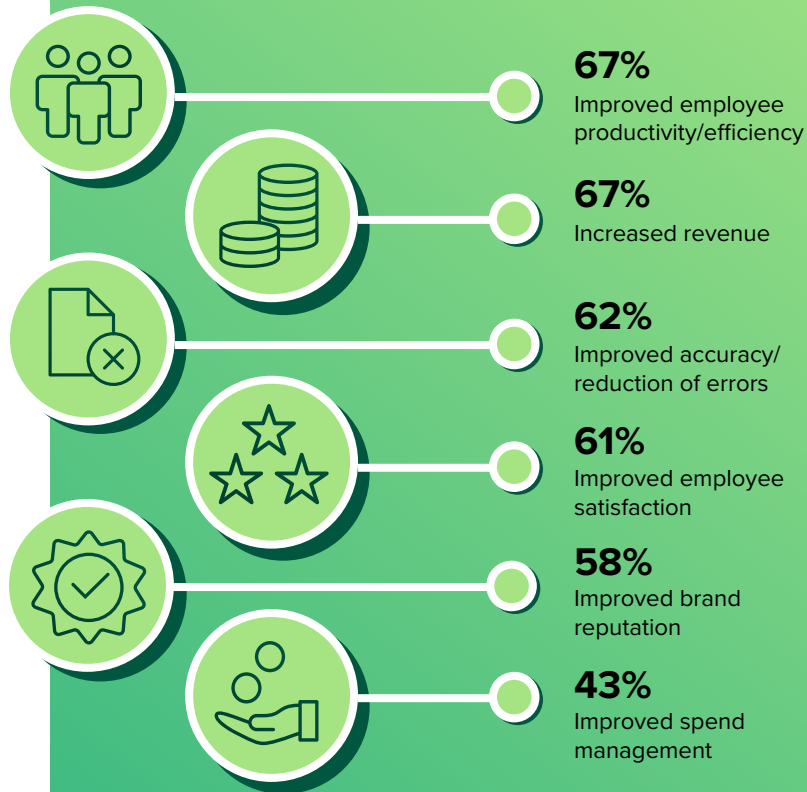 67%
Improved employee
productivity/efficiency
67%
Increased revenue
62%
Improved accuracy/
reduction of errors
61%
Improved employee
satisfaction
58%
Improved brand
reputation
43%
Improved spend
management